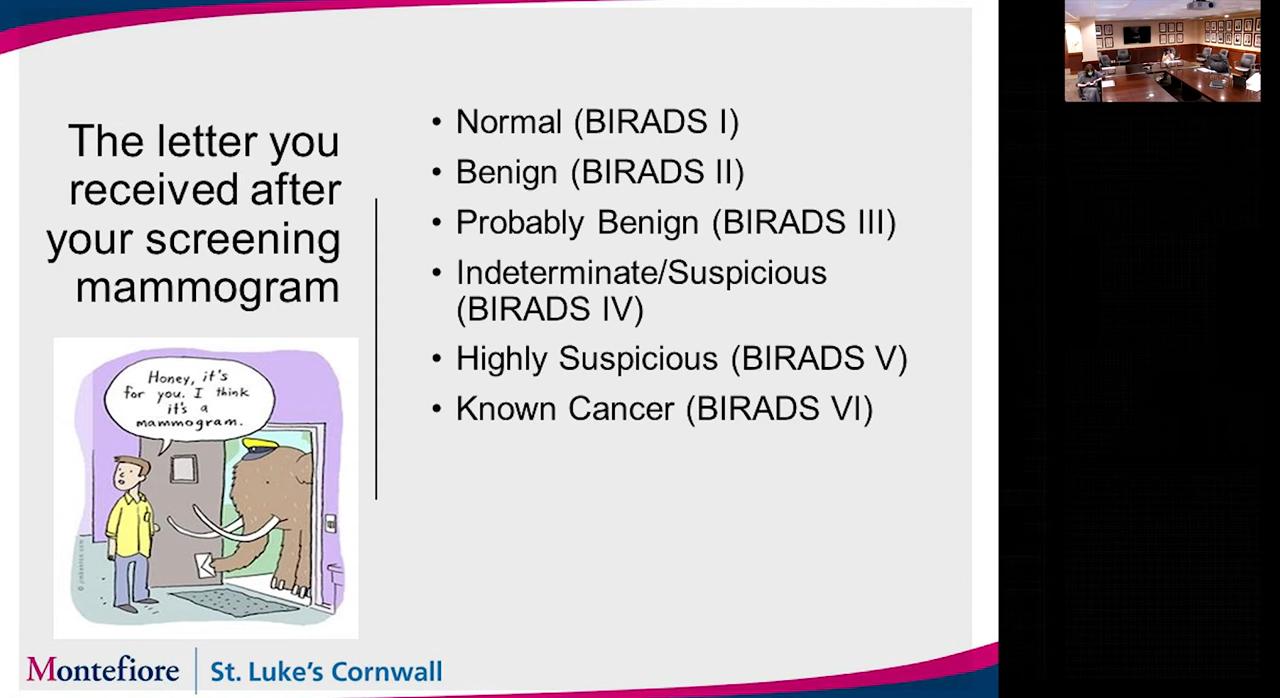 The letter you
received after
your screening
mammogram
• Normal (BIRADS I)
• Benign (BIRADS II)
• Probably Benign (BIRADS III)
• Indeterminate/Suspicious
(BIRADS IV)
• Highly Suspicious (BIRADS V)
• Known Cancer (BIRADS VI)
Honey, it's
for you. I think
it's a
mammogram.
Montefiore
St. Luke's Cornwall